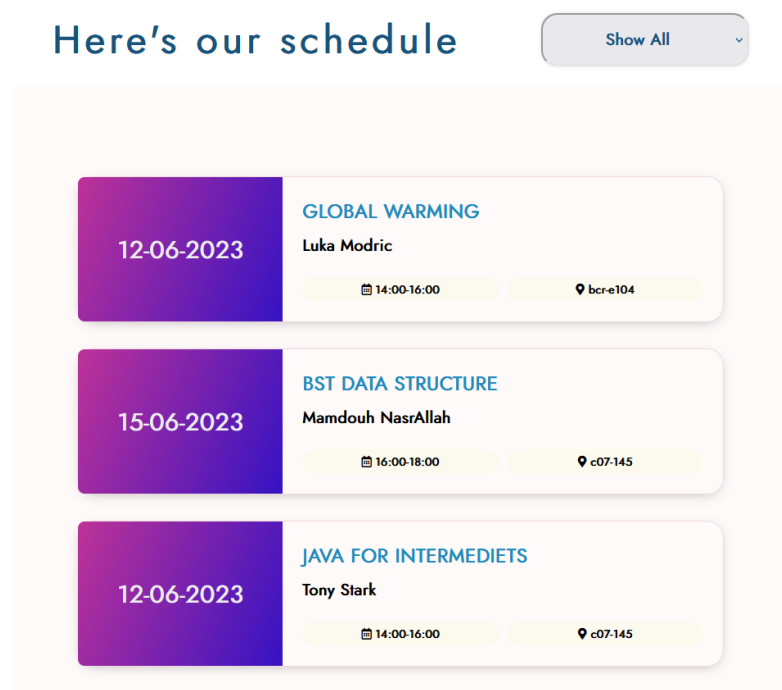 Here's our schedule
Show All
12-06-2023
GLOBAL WARMING
Luka Modric
14:00-16:00
bcr-e104
15-06-2023
BST DATA STRUCTURE
Mamdouh NasrAllah
16:00-18:00
c07-145
12-06-2023
JAVA FOR INTERMEDIETS
Tony Stark
14:00-16:00
c07-145